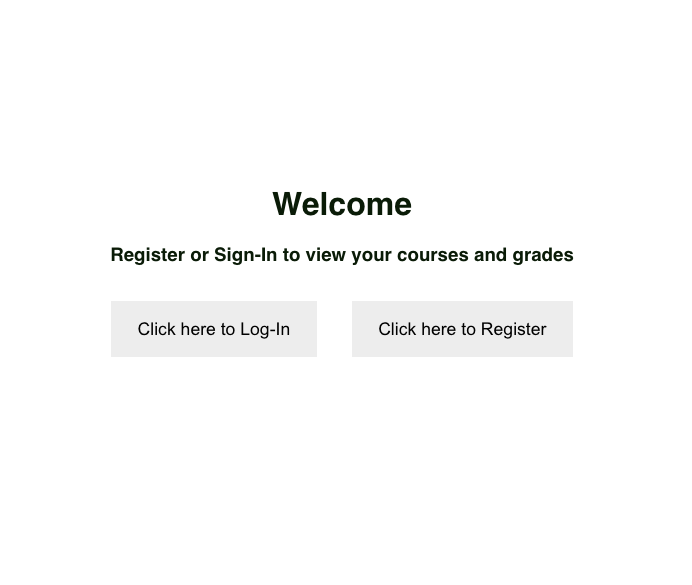 Welcome
Register or Sign-In to view your courses and grades
Click here to Log-In
Click here to Register